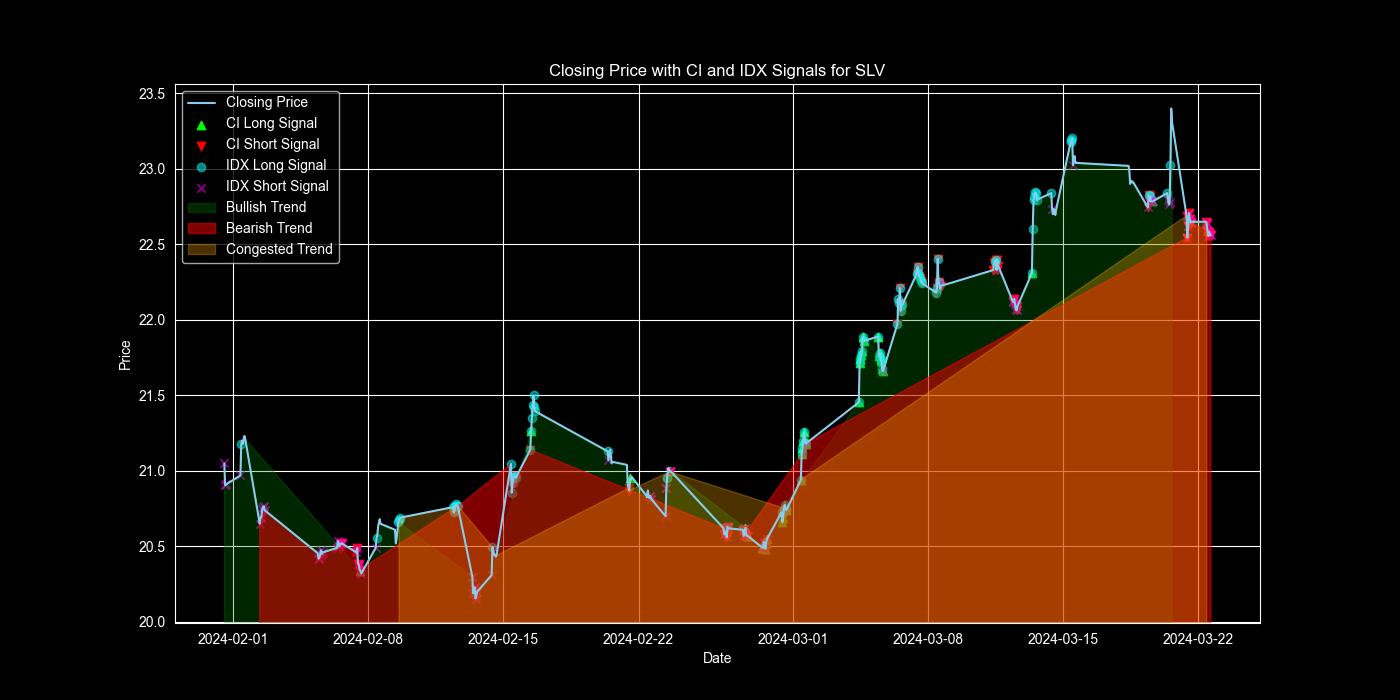 Closing Price with CI and IDX Signals for SLV
Closing Price
CI Long Signal
CI Short Signal
IDX Long Signal
IDX Short Signal
Bullish Trend
Bearish Trend
Congested Trend
Price
23.5
23.0
22.5
22.0
21.5
21.0
20.5
20.0
2024-02-01
2024-02-08
2024-02-15
2024-02-22
2024-03-01
2024-03-08
2024-03-15
2024-03-22
Date